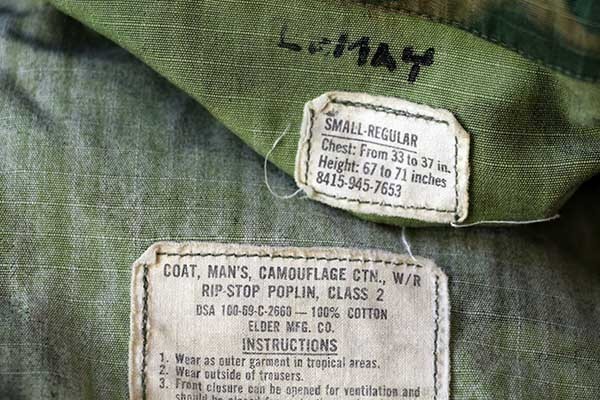 LeMAY
SMALL-REGULAR
Chest: From 33 to 37 in.
Height: 67 to 71 inches
8415-945-7653
COAT, MAN'S, CAMOUFLAGE CTN., W/R
RIP-STOP POPLIN, CLASS 2
DSA 100-69-C-2660 — 100% COTTON
ELDER MFG. CO.
INSTRUCTIONS
1. Wear as outer garment in tropical areas.
2. Wear outside of trousers.
3. Front closure can be opened for ventilation and
should be